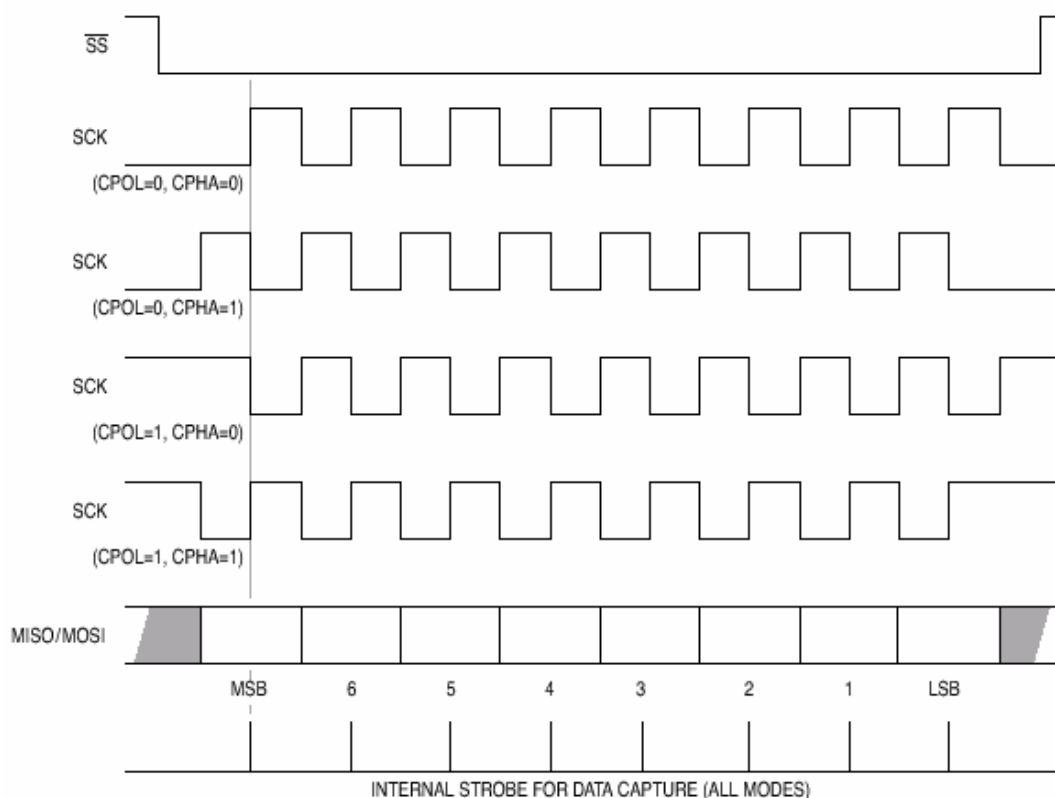 SS
SCK
(CPOL=0, CPHA=0)
SCK
(CPOL=0, CPHA=1)
SCK
(CPOL=1, CPHA=0)
SCK
(CPOL=1, CPHA=1)
MISO/MOSI
MSB 6 5 4 3 2 1 LSB
INTERNAL STROBE FOR DATA CAPTURE (ALL MODES)